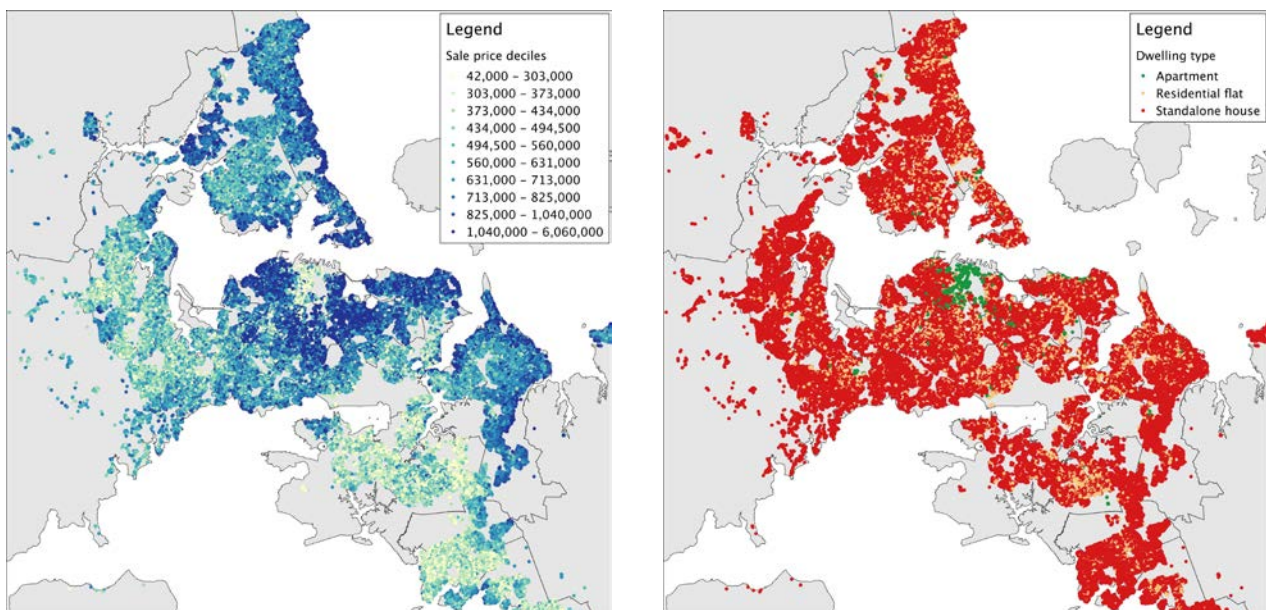 Legend
Sale price deciles
42,000 – 303,000
303,000 – 373,000
373,000 – 434,000
434,000 – 494,500
494,500 – 560,000
560,000 – 631,000
631,000 – 713,000
713,000 – 825,000
825,000 – 1,040,000
1,040,000 – 6,060,000
Legend
Dwelling type
Apartment
Residential flat
Standalone house